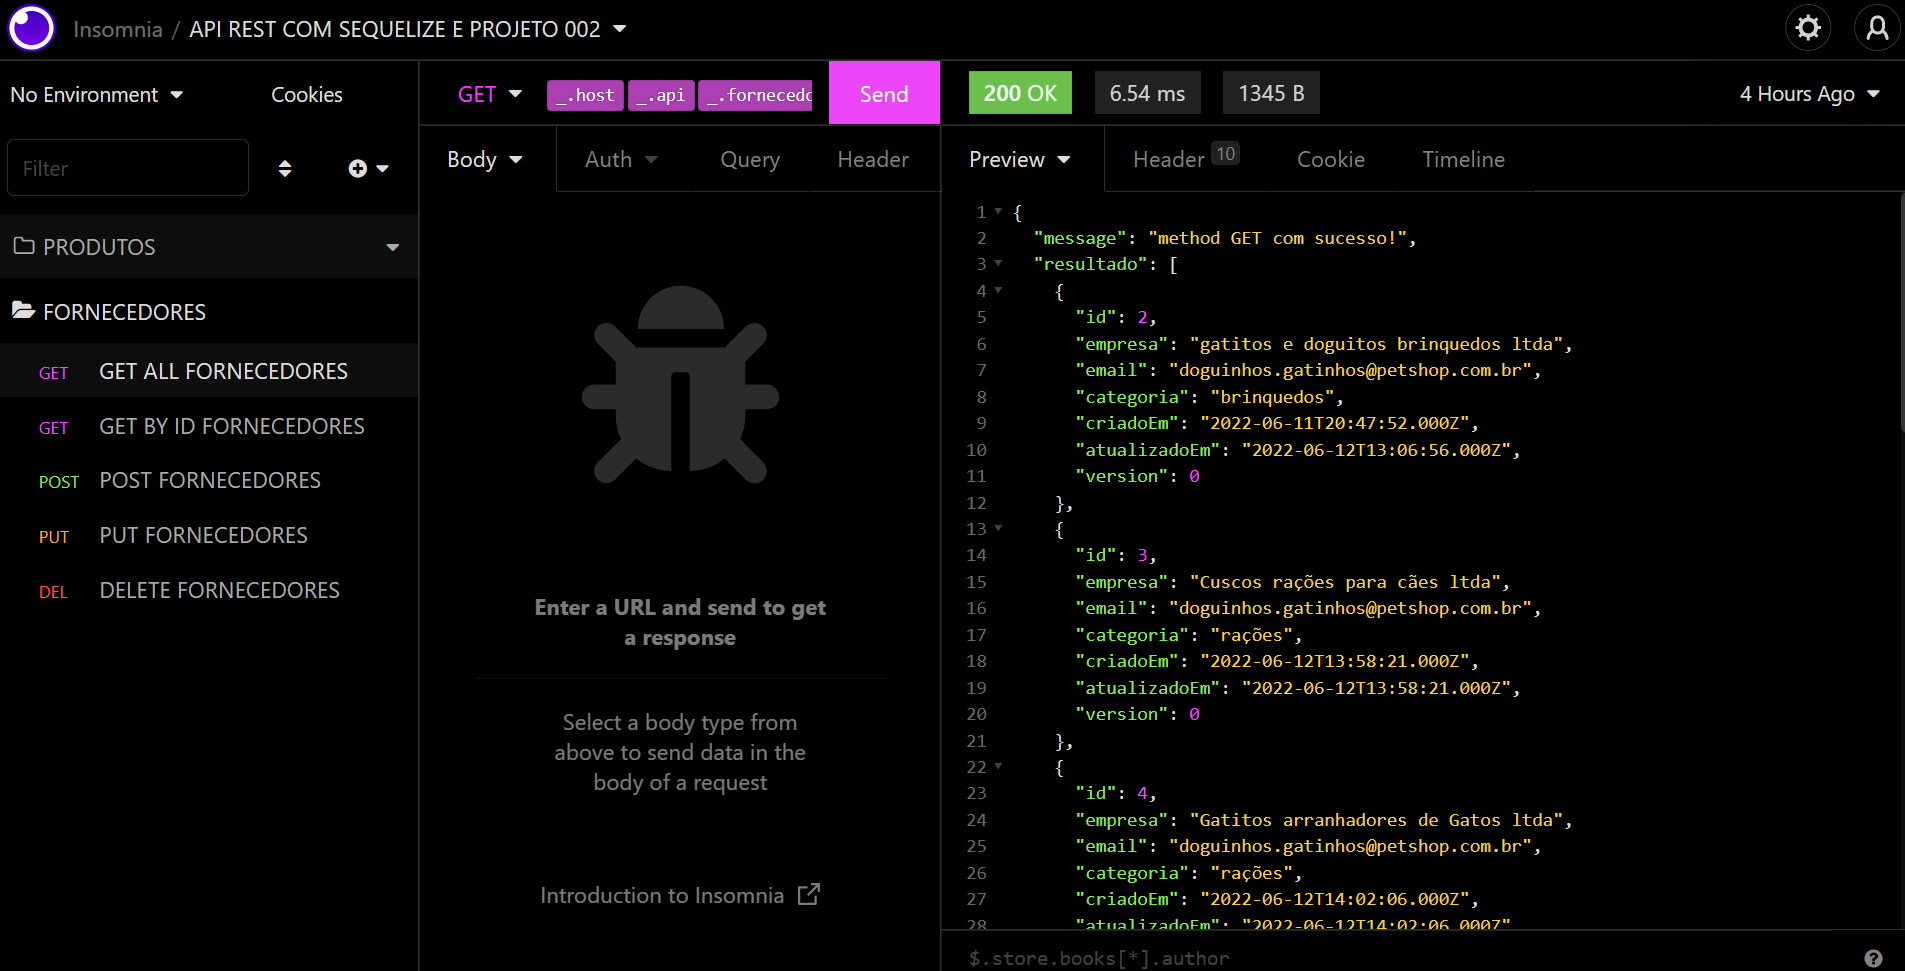 Insomnia / API REST COM SEQUELIZE E PROJETO 002
No Environment
Cookies
Filter
PRODUTOS
FORNECEDORES
GET GET ALL FORNECEDORES
GET GET BY ID FORNECEDORES
POST POST FORNECEDORES
PUT PUT FORNECEDORES
DEL DELETE FORNECEDORES
GET _.host _.api _.fornecedo Send
Body Auth Query Header
Enter a URL and send to get
a response
Select a body type from
above to send data in the
body of a request
Introduction to Insomnia
200 OK 6.54 ms 1345 B 4 Hours Ago
Preview Header 10 Cookie Timeline
1 {
2 "message": "method GET com sucesso!",
3 "resultado": [
4 {
5 "id": 2,
6 "empresa": "gatitos e doguitos brinquedos ltda",
7 "email": "doguinhos.gatinhos@petshop.com.br",
8 "categoria": "brinquedos",
9 "criadoEm": "2022-06-11T20:47:52.000Z",
10 "atualizadoEm": "2022-06-12T13:06:56.000Z",
11 "version": 0
12 },
13 {
14 "id": 3,
15 "empresa": "Cuscos rações para cães ltda",
16 "email": "doguinhos.gatinhos@petshop.com.br",
17 "categoria": "rações",
18 "criadoEm": "2022-06-12T13:58:21.000Z",
19 "atualizadoEm": "2022-06-12T13:58:21.000Z",
20 "version": 0
21 },
22 {
23 "id": 4,
24 "empresa": "Gatitos arranhadores de Gatos ltda",
25 "email": "doguinhos.gatinhos@petshop.com.br",
26 "categoria": "rações",
27 "criadoEm": "2022-06-12T14:02:06.000Z",
28 "atualizadoEm": "2022-06-12T14:02:06.000Z"
$.store.books[*].author